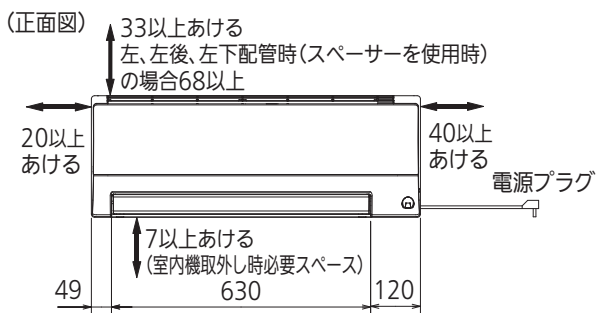 (正面図)
33以上あける
左、左後、左下配管時(スペーサーを使用時)
の場合68以上
20以上
あける
40以上
あける
電源プラグ
7以上あける
(室内機取外し時必要スペース)
49
630
120